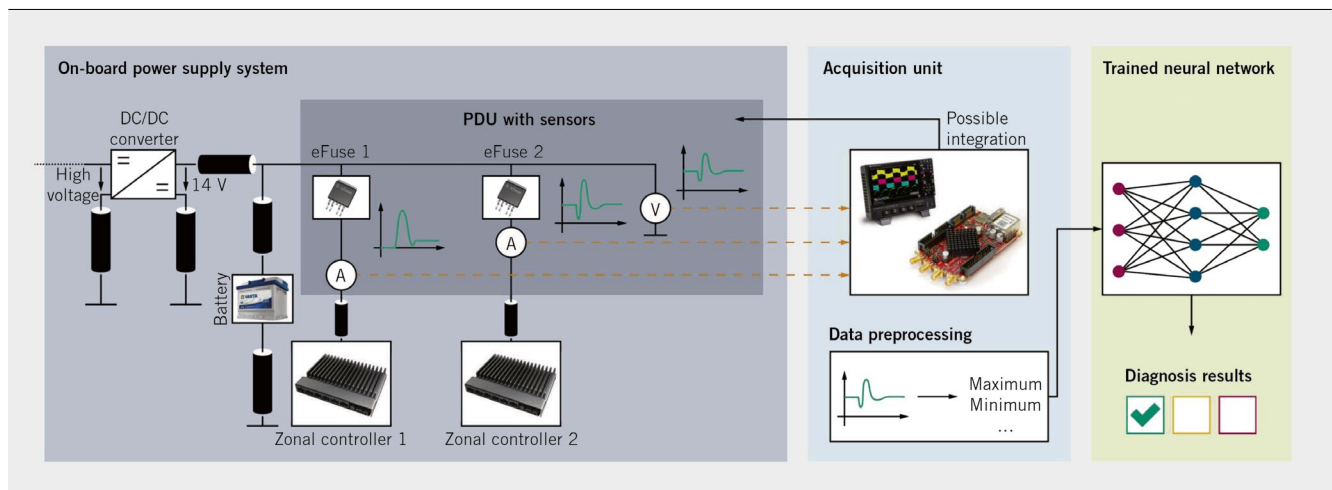 On-board power supply system
DC/DC
converter
High
voltage
14 V
Battery
PDU with sensors
eFuse 1
eFuse 2
A
A
V
Zonal controller 1
Zonal controller 2
Acquisition unit
Possible
integration
Data preprocessing
Maximum
Minimum
...
Trained neural network
Diagnosis results